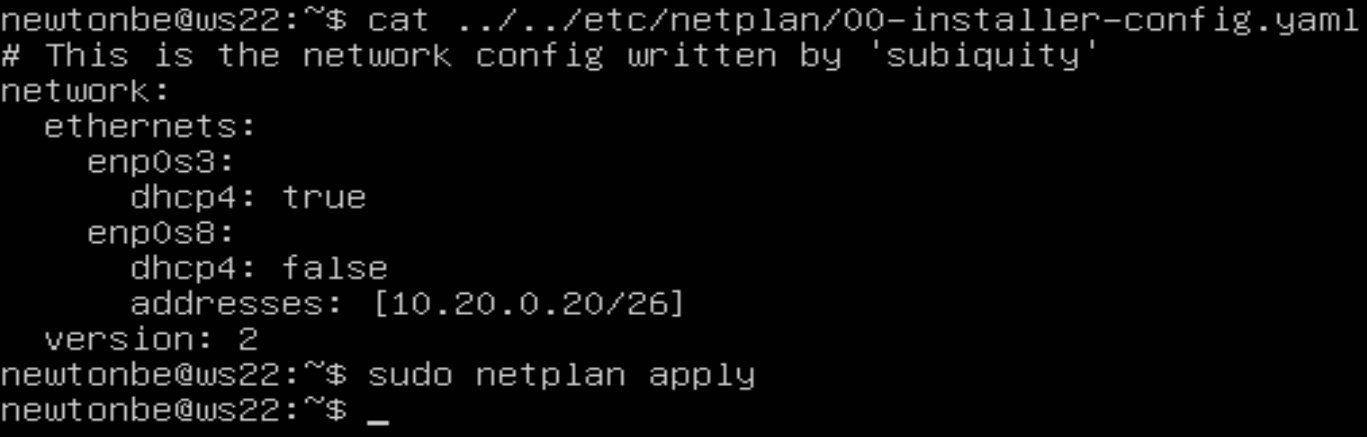 newtonbe@ws22:~$ cat ../../etc/netplan/00-installer-config.yaml
# This is the network config written by 'subiquity'
network:
  ethernets:
    enp0s3:
      dhcp4: true
    enp0s8:
      dhcp4: false
      addresses: [10.20.0.20/26]
  version: 2
newtonbe@ws22:~$ sudo netplan apply
newtonbe@ws22:~$ _